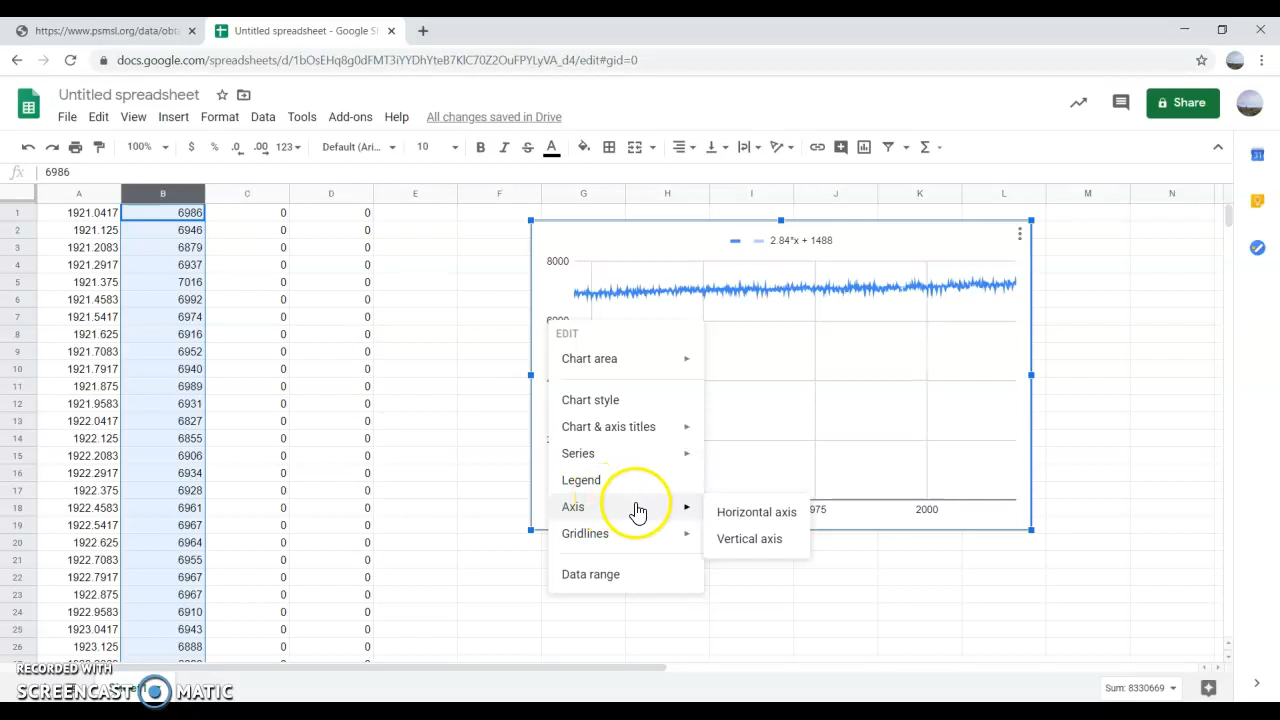 https://www.psmsl.org/data/obta
Untitled spreadsheet - Google S
docs.google.com/spreadsheets/d/1bOsEHq8g0dFMT3iYYDhYteB7KlC70Z2OuFPYLyVA_d4/edit#gid=0
Untitled spreadsheet
File Edit View Insert Format Data Tools Add-ons Help All changes saved in Drive
Share
100% $ % .0 .00 123 Default (Ari... 10 B I S A
fx 6986
A B C D E F G H I J K L M N
1 1921.0417 6986 0 0
2 1921.125 6946 0 0
3 1921.2083 6879 0 0
4 1921.2917 6937 0 0
5 1921.375 7016 0 0
6 1921.4583 6992 0 0
7 1921.5417 6974 0 0
8 1921.625 6916 0 0
9 1921.7083 6952 0 0
10 1921.7917 6940 0 0
11 1921.875 6989 0 0
12 1921.9583 6931 0 0
13 1922.0417 6827 0 0
14 1922.125 6855 0 0
15 1922.2083 6906 0 0
16 1922.2917 6934 0 0
17 1922.375 6928 0 0
18 1922.4583 6961 0 0
19 1922.5417 6967 0 0
20 1922.625 6964 0 0
21 1922.7083 6955 0 0
22 1922.7917 6967 0 0
23 1922.875 6967 0 0
24 1922.9583 6910 0 0
25 1923.0417 6943 0 0
26 1923.125 6888 0 0
2.84*x + 1488
8000
EDIT
Chart area
Chart style
Chart & axis titles
Series
Legend
Axis
Gridlines
Data range
Horizontal axis
Vertical axis
975 2000
RECORDED WITH
SCREENCAST MATIC
Sum: 8330669
31